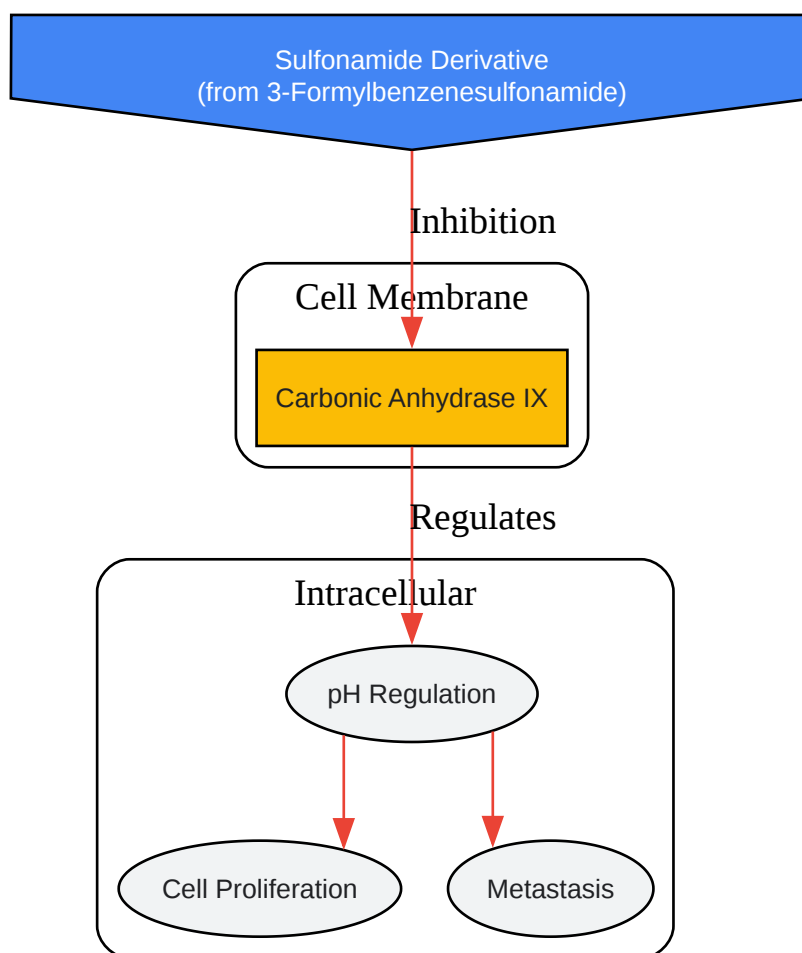 Sulfonamide Derivative
(from 3-Formylbenzenesulfonamide)
Inhibition
Cell Membrane
Carbonic Anhydrase IX
Regulates
Intracellular
pH Regulation
Cell Proliferation
Metastasis